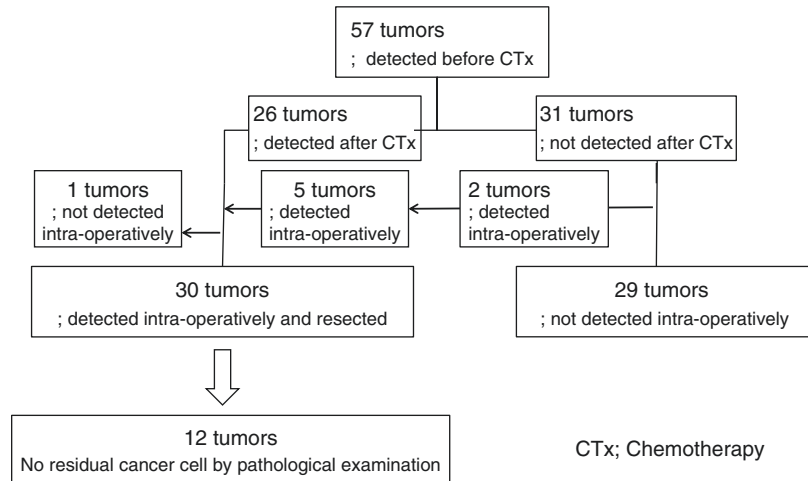 57 tumors
; detected before CTx
26 tumors
; detected after CTx
31 tumors
; not detected after CTx
1 tumors
; not detected
intra-operatively
5 tumors
; detected
intra-operatively
2 tumors
; detected
intra-operatively
30 tumors
; detected intra-operatively and resected
29 tumors
; not detected intra-operatively
12 tumors
No residual cancer cell by pathological examination
CTx; Chemotherapy